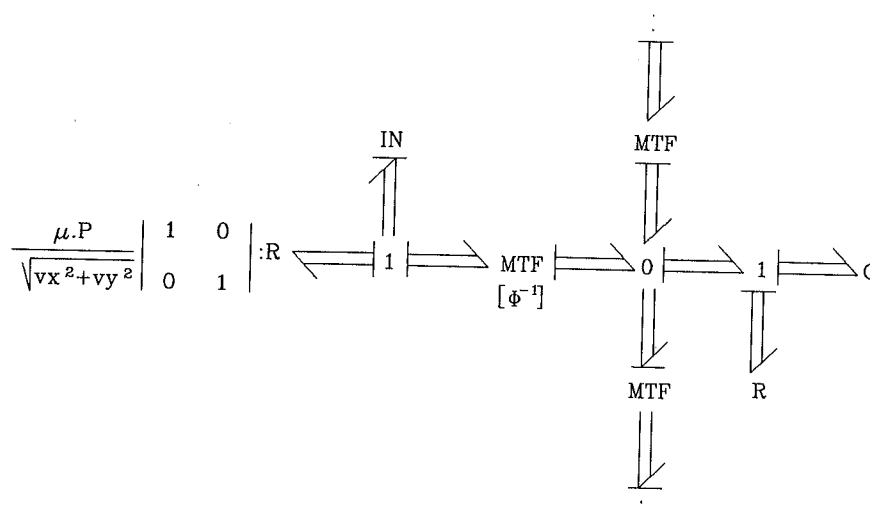 MTF
IN
μ.P
√vx²+vy²
1 0
0 1
:R
1
MTF
[Φ⁻¹]
0
1
MTF
R